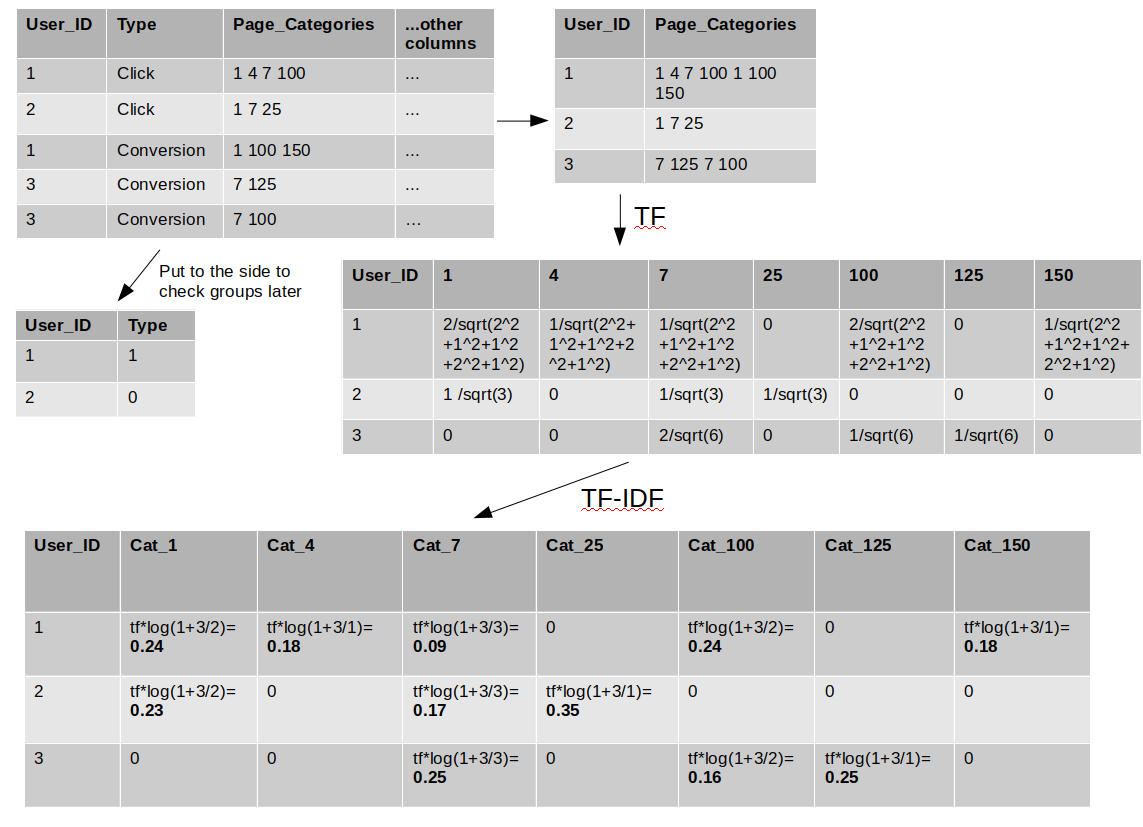 User_ID Type Page_Categories ...other
columns
1 Click 1 4 7 100 ...
2 Click 1 7 25 ...
1 Conversion 1 100 150 ...
3 Conversion 7 125 ...
3 Conversion 7 100 ...
User_ID Page_Categories
1 1 4 7 100 1 100
150
2 1 7 25
3 7 125 7 100
TF
Put to the side to
check groups later
User_ID Type
1 1
2 0
User_ID 1 4 7 25 100 125 150
1 2/sqrt(2^2 1/sqrt(2^2+ 1/sqrt(2^2 0 2/sqrt(2^2 0 1/sqrt(2^2
+1^2+1^2 1^2+1^2+2 +1^2+1^2 +1^2+1^2 +1^2+1^2+
+2^2+1^2) ^2+1^2) +2^2+1^2) +2^2+1^2) 2^2+1^2)
2 1 /sqrt(3) 0 1/sqrt(3) 1/sqrt(3) 0 0 0
3 0 0 2/sqrt(6) 0 1/sqrt(6) 1/sqrt(6) 0
TF-IDF
User_ID Cat_1 Cat_4 Cat_7 Cat_25 Cat_100 Cat_125 Cat_150
1 tf*log(1+3/2)= tf*log(1+3/1)= tf*log(1+3/3)= 0 tf*log(1+3/2)= 0 tf*log(1+3/1)=
0.24 0.18 0.09 0.24 0.18
2 tf*log(1+3/2)= 0 tf*log(1+3/3)= tf*log(1+3/1)= 0 0 0
0.23 0.17 0.35
3 0 0 tf*log(1+3/3)= 0 tf*log(1+3/2)= tf*log(1+3/1)= 0
0.25 0.16 0.25